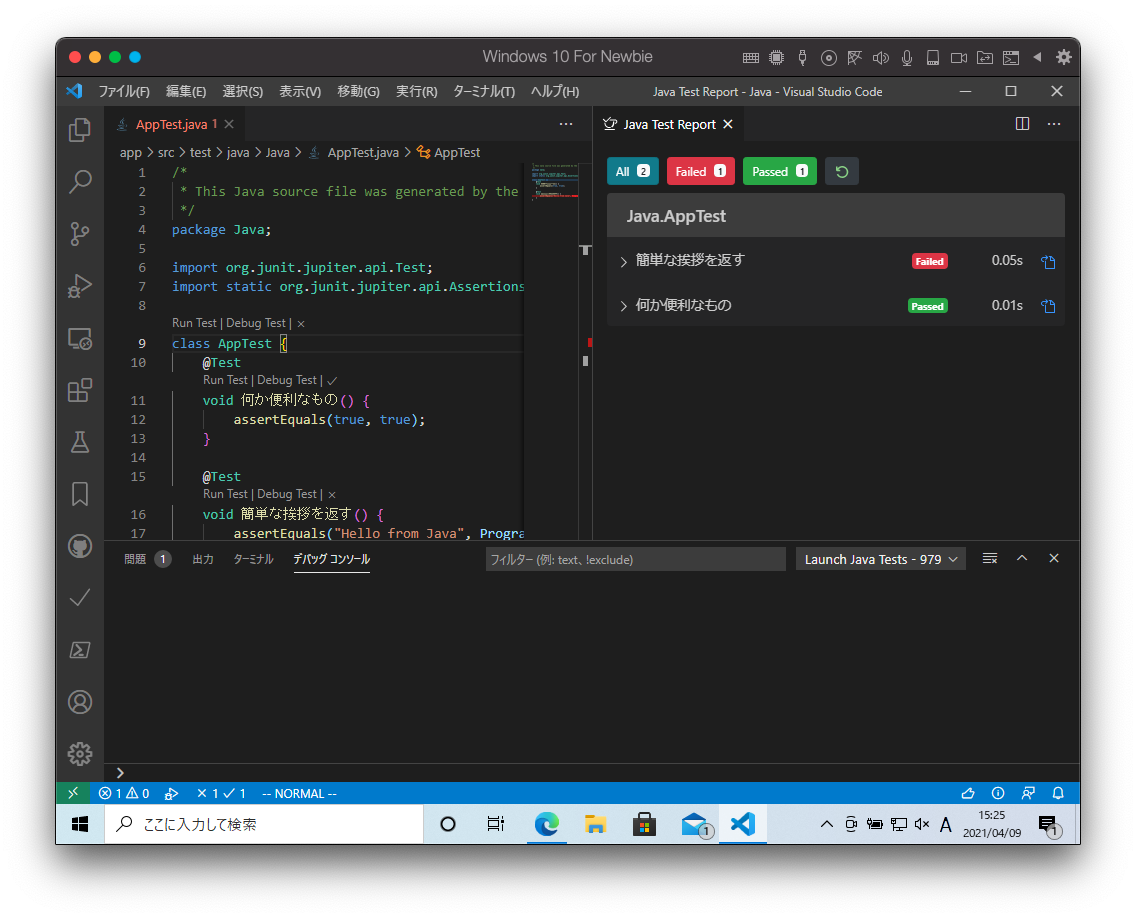 Windows 10 For Newbie
ファイル(F) 編集(E) 選択(S) 表示(V) 移動(G) 実行(R) ターミナル(T) ヘルプ(H) Java Test Report - Java - Visual Studio Code
AppTest.java 1
app > src > test > java > Java > AppTest.java > AppTest
1 /*
2 * This Java source file was generated by the
3 */
4 package Java;
5
6 import org.junit.jupiter.api.Test;
7 import static org.junit.jupiter.api.Assertions
8
Run Test | Debug Test |
9 class AppTest {
10 @Test
Run Test | Debug Test |
11 void 何か便利なもの() {
12 assertEquals(true, true);
13 }
14
15 @Test
Run Test | Debug Test |
16 void 簡単な挨拶を返す() {
17 assertEquals("Hello from Java", Progra
Java Test Report
All 2 Failed 1 Passed 1
Java.AppTest
簡単な挨拶を返す Failed 0.05s
何か便利なもの Passed 0.01s
問題 1 出力 ターミナル デバッグ コンソール フィルター (例: text、!exclude) Launch Java Tests - 979
1 0 1 1 -- NORMAL --
ここに入力して検索 1 A 15:25 1
2021/04/09